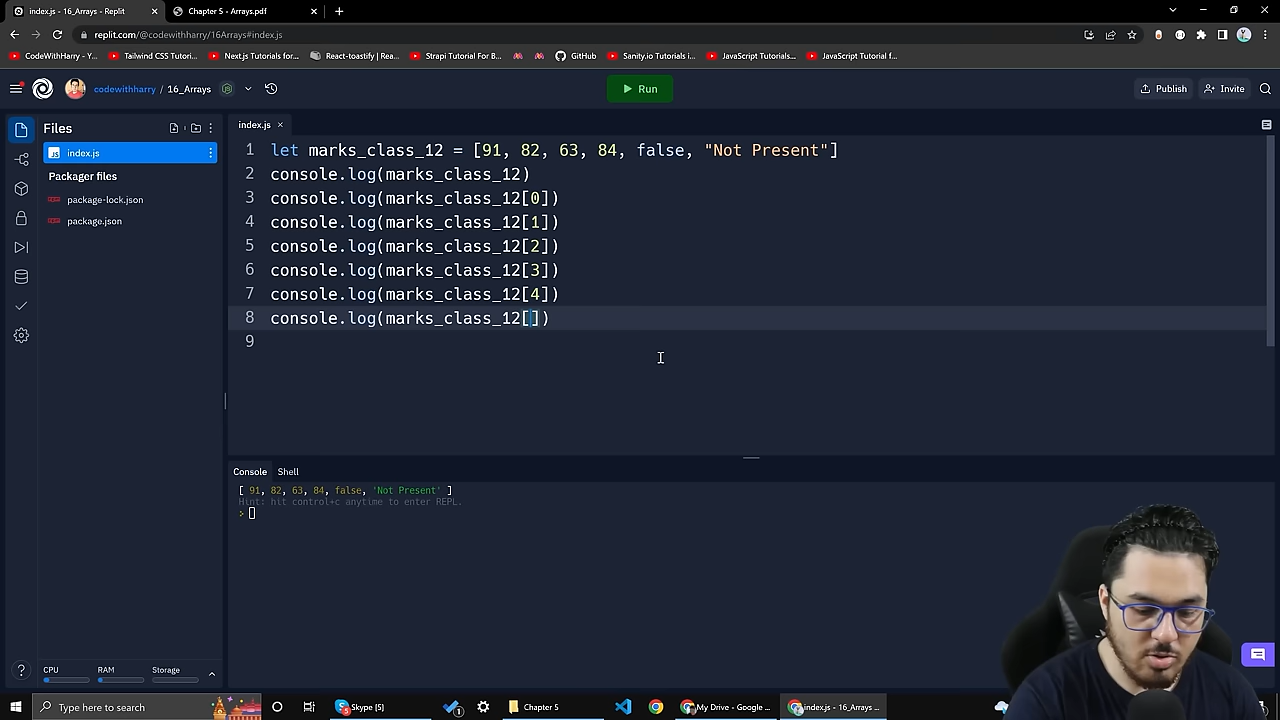 index.js - 16_Arrays - Replit
Chapter 5 - Arrays.pdf
replit.com/@codewithharry/16Arrays#index.js
CodeWithHarry - Y...
Tailwind CSS Tutori...
Next.js Tutorials for...
React-toastify | Rea...
Strapi Tutorial For B...
GitHub
Sanity.io Tutorials i...
JavaScript Tutorials...
JavaScript Tutorial f...
codewithharry / 16_Arrays
Run
Publish
Invite
Files
index.js
Packager files
package-lock.json
package.json
index.js
1 let marks_class_12 = [91, 82, 63, 84, false, "Not Present"]
2 console.log(marks_class_12)
3 console.log(marks_class_12[0])
4 console.log(marks_class_12[1])
5 console.log(marks_class_12[2])
6 console.log(marks_class_12[3])
7 console.log(marks_class_12[4])
8 console.log(marks_class_12[])
9
Console Shell
[ 91, 82, 63, 84, false, 'Not Present' ]
Hint: hit control+c anytime to enter REPL.
>
CPU RAM Storage
Type here to search
Skype [5]
Chapter 5
My Drive - Google ...
index.js - 16_Arrays ...